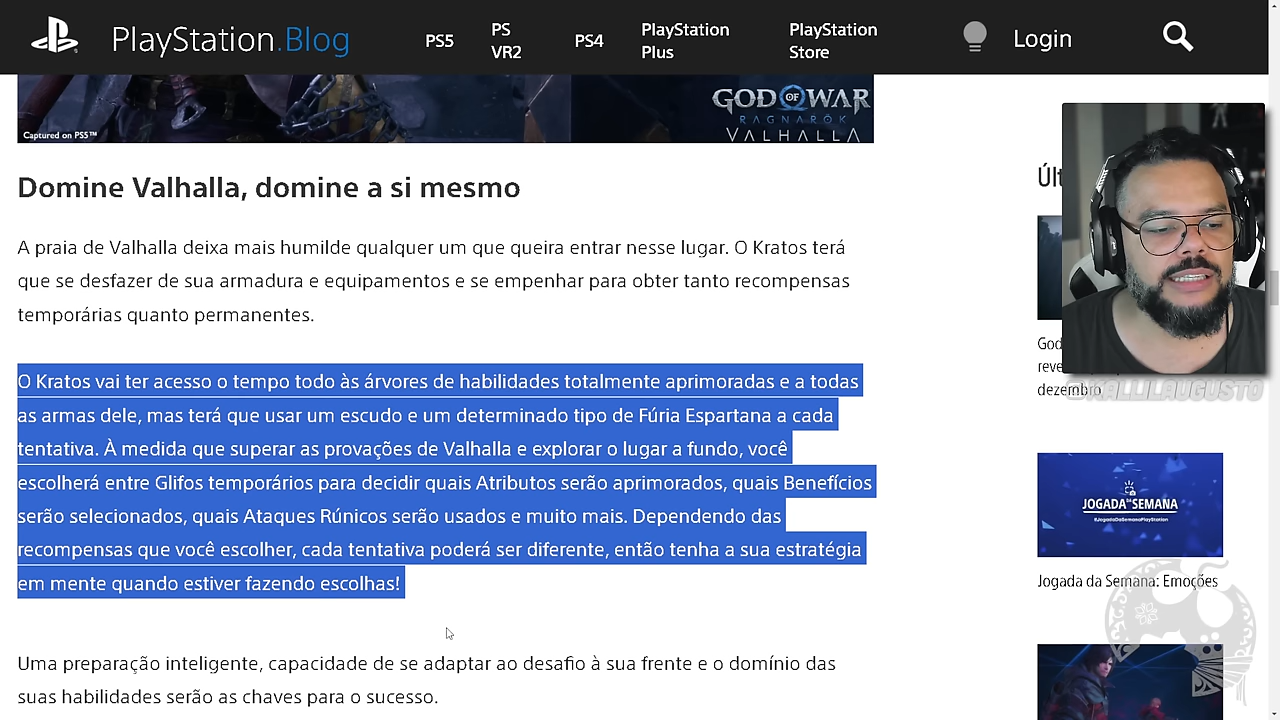 PlayStation.Blog
PS5
PS
VR2
PS4
PlayStation
Plus
PlayStation
Store
Login
Captured on PS5™
GOD OF WAR
RAGNARÖK
VALHALLA
Domine Valhalla, domine a si mesmo
A praia de Valhalla deixa mais humilde qualquer um que queira entrar nesse lugar. O Kratos terá
que se desfazer de sua armadura e equipamentos e se empenhar para obter tanto recompensas
temporárias quanto permanentes.
O Kratos vai ter acesso o tempo todo às árvores de habilidades totalmente aprimoradas e a todas
as armas dele, mas terá que usar um escudo e um determinado tipo de Fúria Espartana a cada
tentativa. À medida que superar as provações de Valhalla e explorar o lugar a fundo, você
escolherá entre Glifos temporários para decidir quais Atributos serão aprimorados, quais Benefícios
serão selecionados, quais Ataques Rúnicos serão usados e muito mais. Dependendo das
recompensas que você escolher, cada tentativa poderá ser diferente, então tenha a sua estratégia
em mente quando estiver fazendo escolhas!
Uma preparação inteligente, capacidade de se adaptar ao desafio à sua frente e o domínio das
suas habilidades serão as chaves para o sucesso.
Últ
God
reve
dezembro
@KALLILAUGUSTO
JOGADA DA SEMANA
#JogadaDaSemanaPlayStation
Jogada da Semana: Emoções